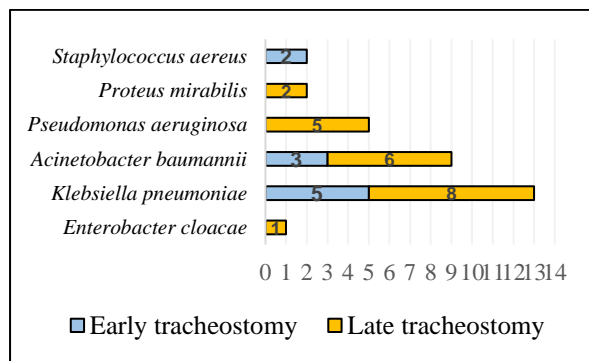 Staphylococcus aereus 2
Proteus mirabilis 2
Pseudomonas aeruginosa 5
Acinetobacter baumannii 3 6
Klebsiella pneumoniae 5 8
Enterobacter cloacae 1
0 1 2 3 4 5 6 7 8 9 10 11 12 13 14
Early tracheostomy Late tracheostomy